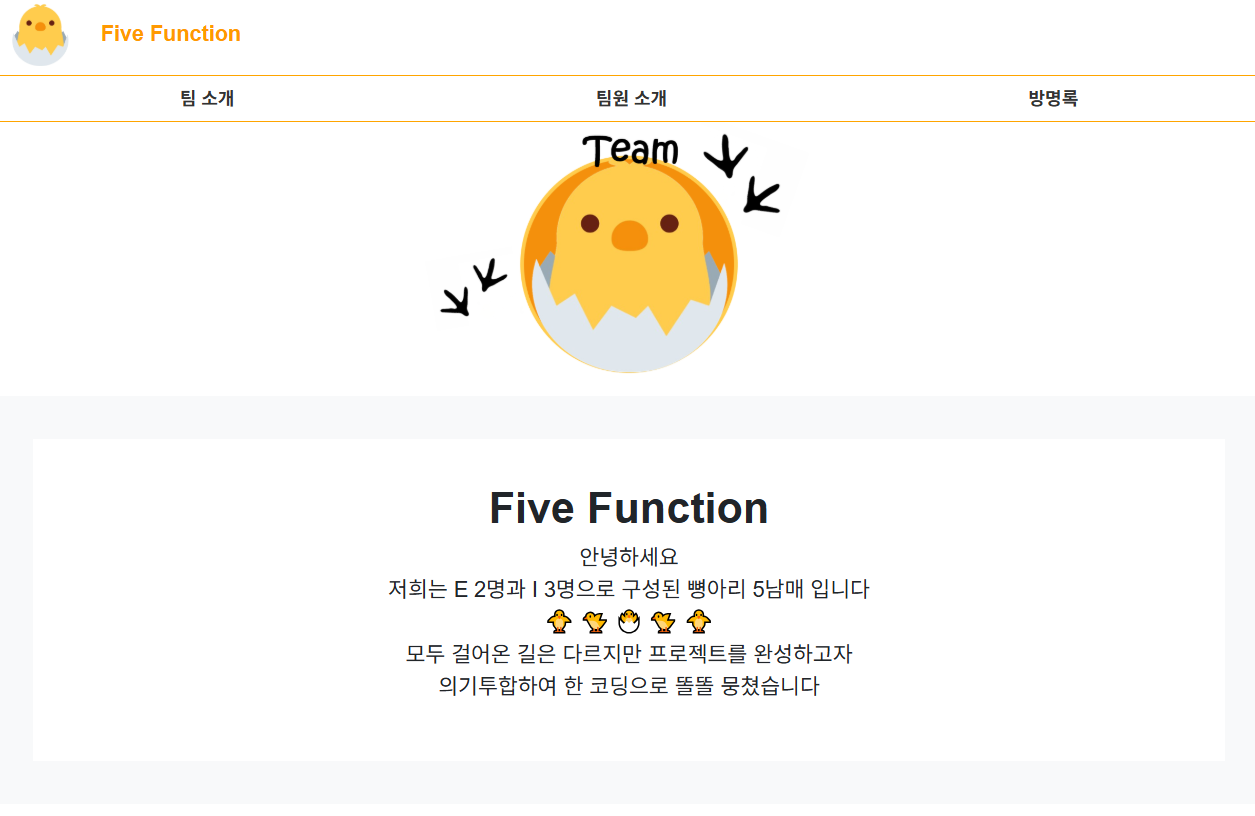 Five Function
팀 소개
팀원 소개
방명록
Team
Five Function
안녕하세요
저희는 E 2명과 I 3명으로 구성된 뺑아리 5남매 입니다
모두 걸어온 길은 다르지만 프로젝트를 완성하고자
의기투합하여 한 코딩으로 똘똘 뭉쳤습니다